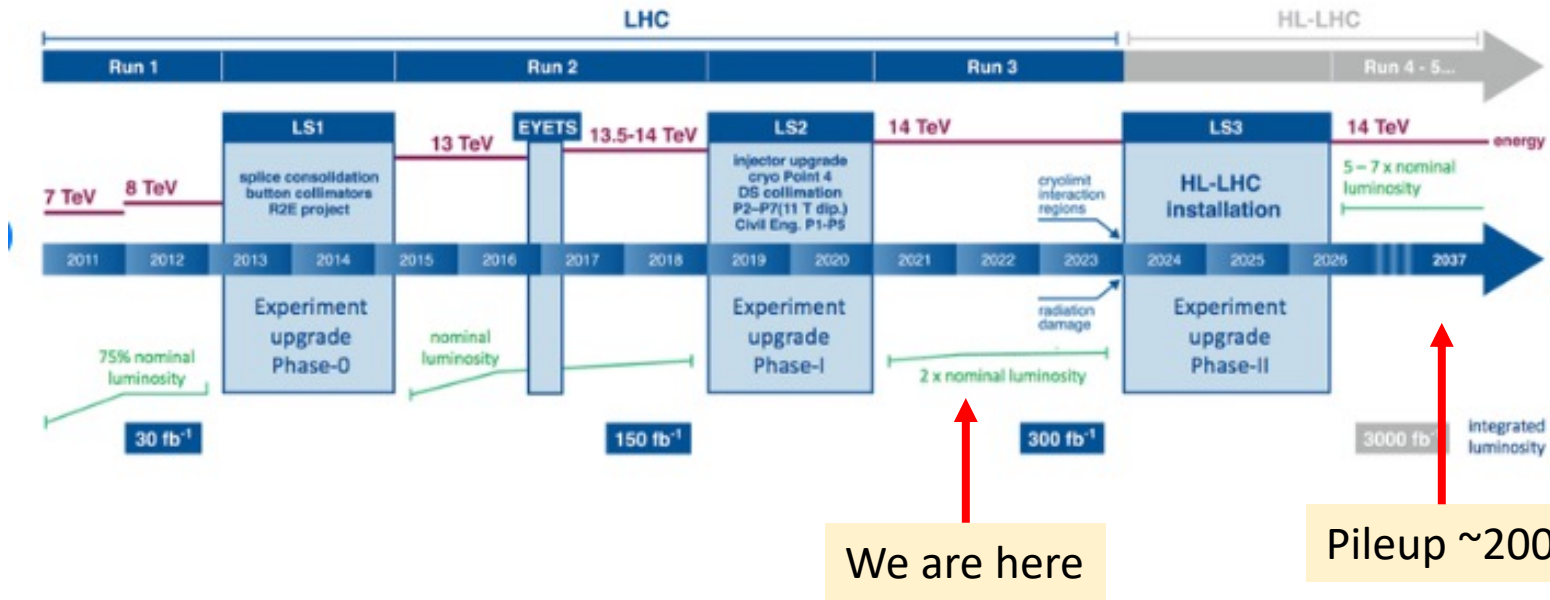 LHC
HL-LHC
Run 1
Run 2
Run 3
Run 4 - 5...
LS1
EYETS
LS2
LS3
7 TeV
8 TeV
13 TeV
13.5-14 TeV
14 TeV
14 TeV
energy
splice consolidation
button collimators
R2E project
injector upgrade
cryo Point 4
DS collimation
P2–P7(11 T dip.)
Civil Eng. P1-P5
cryolimit
interaction
regions
HL-LHC
installation
5 – 7 x nominal
luminosity
2011
2012
2013
2014
2015
2016
2017
2018
2019
2020
2021
2022
2023
2024
2025
2026
2037
75% nominal
luminosity
Experiment
upgrade
Phase-0
nominal
luminosity
Experiment
upgrade
Phase-I
2 x nominal luminosity
radiation
damage
Experiment
upgrade
Phase-II
30 fb⁻¹
150 fb⁻¹
300 fb⁻¹
3000 fb⁻¹
integrated
luminosity
We are here
Pileup ~200